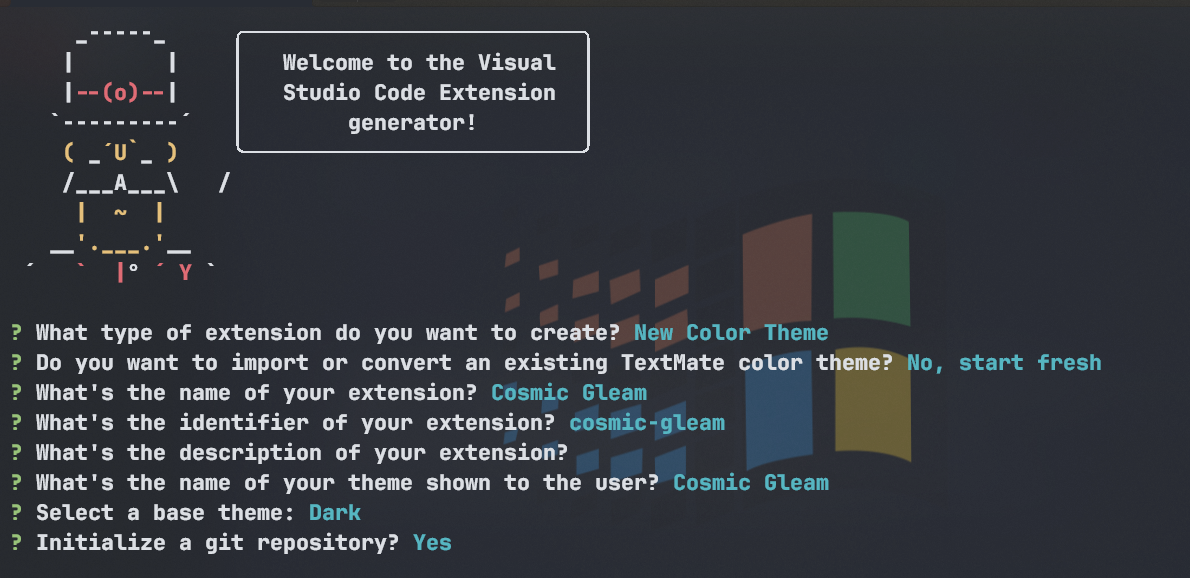 Welcome to the Visual
Studio Code Extension
generator!
? What type of extension do you want to create? New Color Theme
? Do you want to import or convert an existing TextMate color theme? No, start fresh
? What's the name of your extension? Cosmic Gleam
? What's the identifier of your extension? cosmic-gleam
? What's the description of your extension?
? What's the name of your theme shown to the user? Cosmic Gleam
? Select a base theme: Dark
? Initialize a git repository? Yes